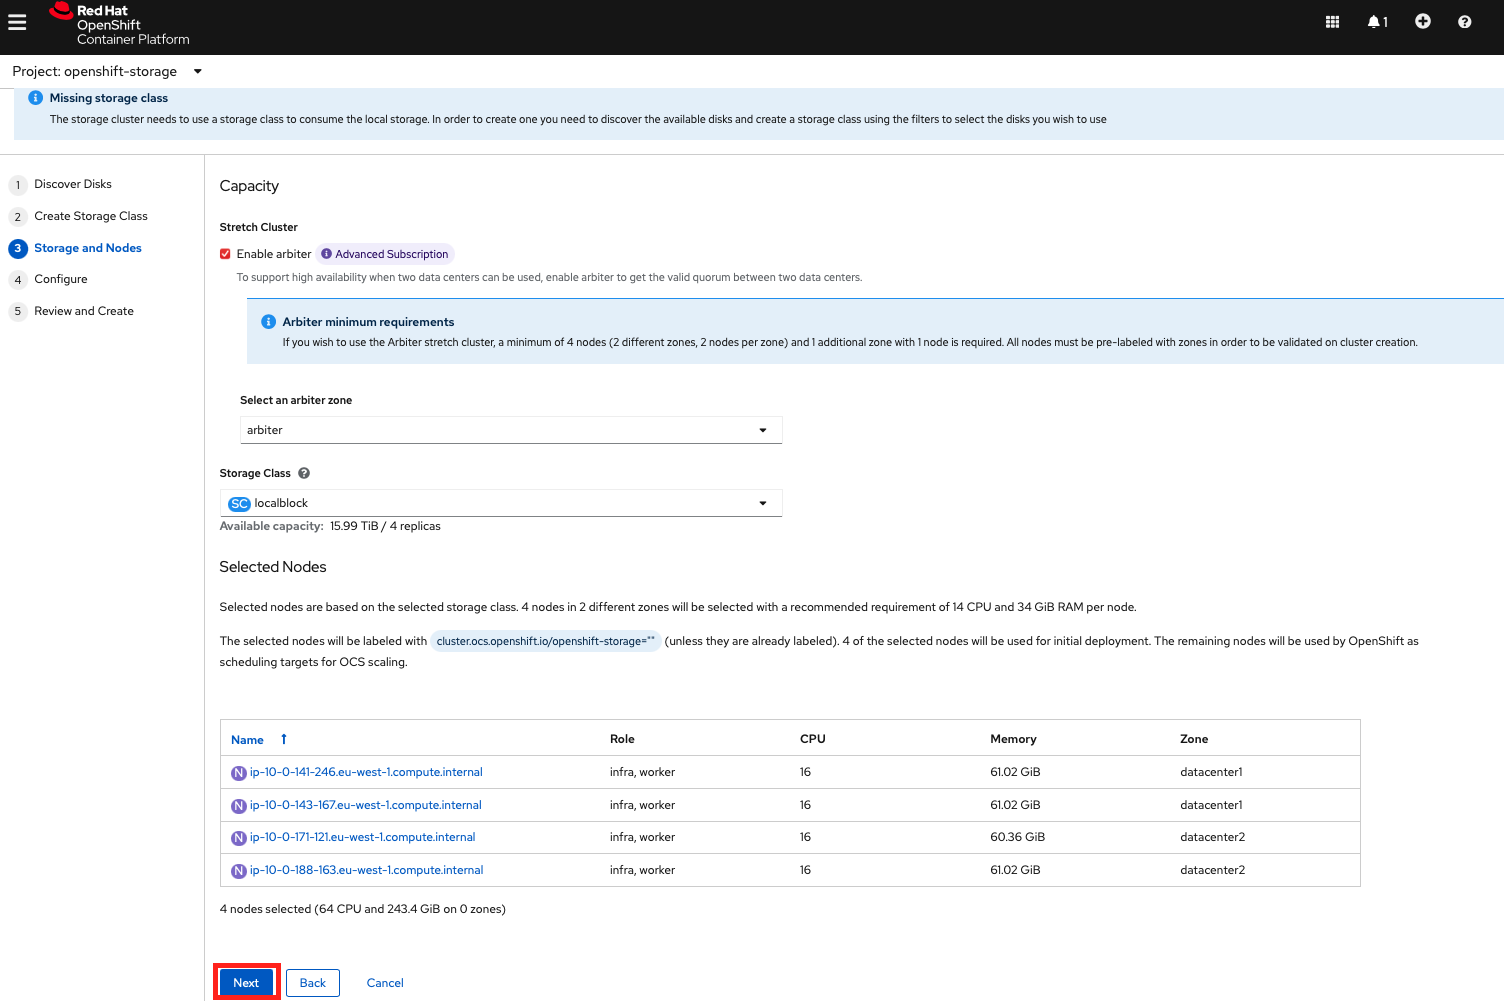 Red Hat
OpenShift
Container Platform
1
Project: openshift-storage
Missing storage class
The storage cluster needs to use a storage class to consume the local storage. In order to create one you need to discover the available disks and create a storage class using the filters to select the disks you wish to use
1 Discover Disks
2 Create Storage Class
3 Storage and Nodes
4 Configure
5 Review and Create
Capacity
Stretch Cluster
Enable arbiter Advanced Subscription
To support high availability when two data centers can be used, enable arbiter to get the valid quorum between two data centers.
Arbiter minimum requirements
If you wish to use the Arbiter stretch cluster, a minimum of 4 nodes (2 different zones, 2 nodes per zone) and 1 additional zone with 1 node is required. All nodes must be pre-labeled with zones in order to be validated on cluster creation.
Select an arbiter zone
arbiter
Storage Class
SC localblock
Available capacity: 15.99 TiB / 4 replicas
Selected Nodes
Selected nodes are based on the selected storage class. 4 nodes in 2 different zones will be selected with a recommended requirement of 14 CPU and 34 GiB RAM per node.
The selected nodes will be labeled with cluster.ocs.openshift.io/openshift-storage="" (unless they are already labeled). 4 of the selected nodes will be used for initial deployment. The remaining nodes will be used by OpenShift as
scheduling targets for OCS scaling.
Name Role CPU Memory Zone
N ip-10-0-141-246.eu-west-1.compute.internal infra, worker 16 61.02 GiB datacenter1
N ip-10-0-143-167.eu-west-1.compute.internal infra, worker 16 61.02 GiB datacenter1
N ip-10-0-171-121.eu-west-1.compute.internal infra, worker 16 60.36 GiB datacenter2
N ip-10-0-188-163.eu-west-1.compute.internal infra, worker 16 61.02 GiB datacenter2
4 nodes selected (64 CPU and 243.4 GiB on 0 zones)
Next Back Cancel